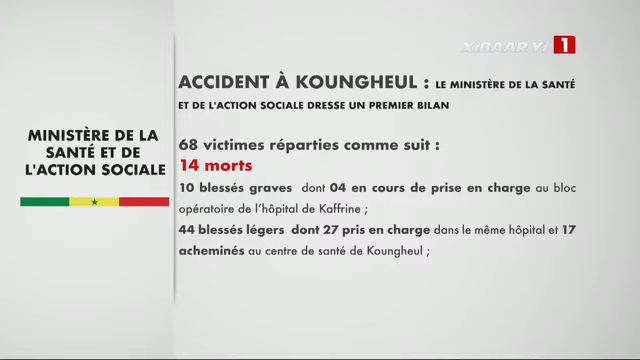 XIBAAR YI 1
ACCIDENT À KOUNGHEUL : LE MINISTÈRE DE LA SANTÉ
ET DE L'ACTION SOCIALE DRESSE UN PREMIER BILAN
MINISTÈRE DE LA
SANTÉ ET DE
L'ACTION SOCIALE
68 victimes réparties comme suit :
14 morts
10 blessés graves dont 04 en cours de prise en charge au bloc
opératoire de l'hôpital de Kaffrine ;
44 blessés légers dont 27 pris en charge dans le même hôpital et 17
acheminés au centre de santé de Koungheul ;